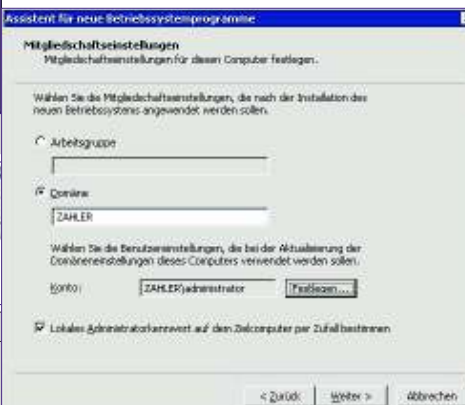 Assistent für neue Betriebssystemprogramme
Mitgliedschaftseinstellungen
Mitgliedschaftseinstellungen für diesen Computer festlegen.
Wählen Sie die Mitgliedschaftseinstellungen, die nach der Installation des
neuen Betriebssystems angewendet werden sollen.
Arbeitsgruppe
Domäne
ZAHLER
Wählen Sie die Benutzereinstellungen, die bei der Aktualisierung der
Domäneneinstellungen dieses Computers verwendet werden sollen.
Konto: ZAHLER\administrator Festlegen...
Lokales Administratorkennwort auf dem Zielcomputer per Zufall bestimmen
< Zurück Weiter > Abbrechen